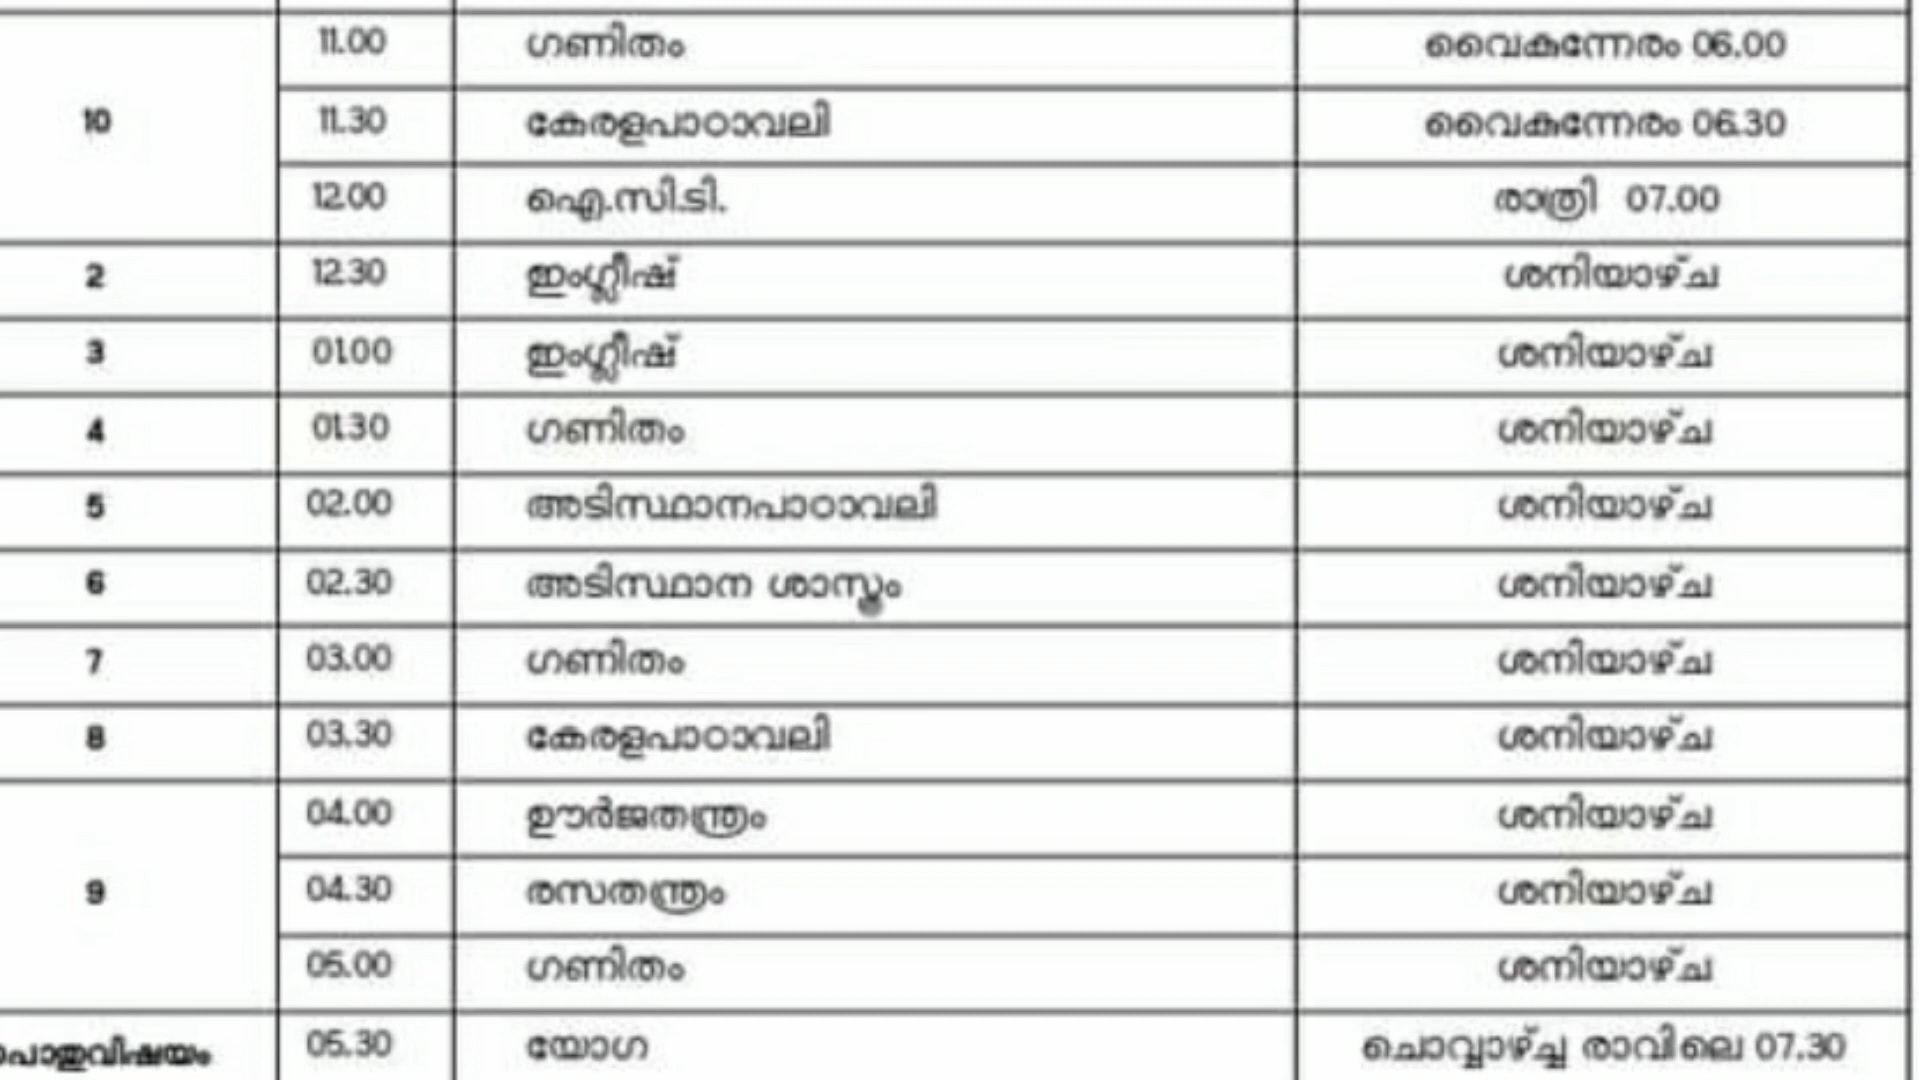 10 11.00 ഗണിതം വൈകുന്നേരം 06.00
11.30 കേരളപാഠാവലി വൈകുന്നേരം 06.30
12.00 ഐ.സി.ടി. രാത്രി 07.00
2 12.30 ഇംഗ്ലീഷ് ശനിയാഴ്ച
3 01.00 ഇംഗ്ലീഷ് ശനിയാഴ്ച
4 01.30 ഗണിതം ശനിയാഴ്ച
5 02.00 അടിസ്ഥാനപാഠാവലി ശനിയാഴ്ച
6 02.30 അടിസ്ഥാന ശാസ്ത്രം ശനിയാഴ്ച
7 03.00 ഗണിതം ശനിയാഴ്ച
8 03.30 കേരളപാഠാവലി ശനിയാഴ്ച
9 04.00 ഊർജതന്ത്രം ശനിയാഴ്ച
04.30 രസതന്ത്രം ശനിയാഴ്ച
05.00 ഗണിതം ശനിയാഴ്ച
പൊതുവിഷയം 05.30 യോഗ ചൊവ്വാഴ്ച്ച രാവിലെ 07.30